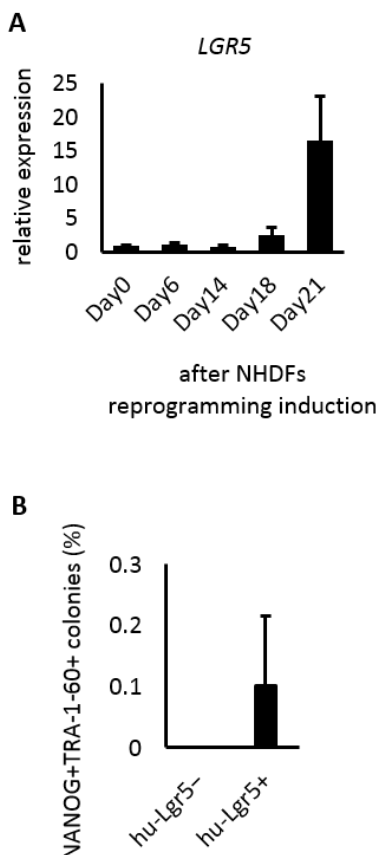 A
LGR5
relative expression
25
20
15
10
5
0
Day0
Day6
Day14
Day18
Day21
after NHDFs
reprogramming induction
B
NANOG+TRA-1-60+ colonies (%)
0.3
0.2
0.1
0
hu-Lgr5−
hu-Lgr5+